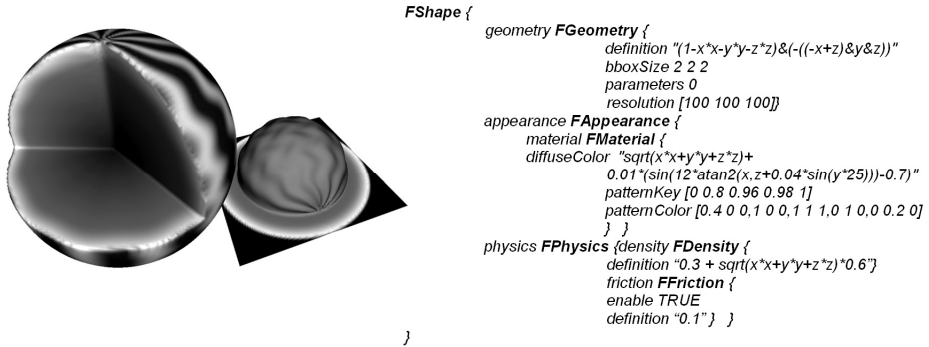 FShape {
geometry FGeometry {
definition "(1-x*x-y*y-z*z)&(-((-x+z)&y&z))"
bboxSize 2 2 2
parameters 0
resolution [100 100 100]}
appearance FAppearance {
material FMaterial {
diffuseColor "sqrt(x*x+y*y+z*z)+
0.01*(sin(12*atan2(x,z+0.04*sin(y*25)))-0.7)"
patternKey [0 0.8 0.96 0.98 1]
patternColor [0.4 0 0,1 0 0,1 1 1,0 1 0,0 0.2 0]
} }
physics FPhysics {density FDensity {
definition “0.3 + sqrt(x*x+y*y+z*z)*0.6”}
friction FFriction {
enable TRUE
definition “0.1” } }
}